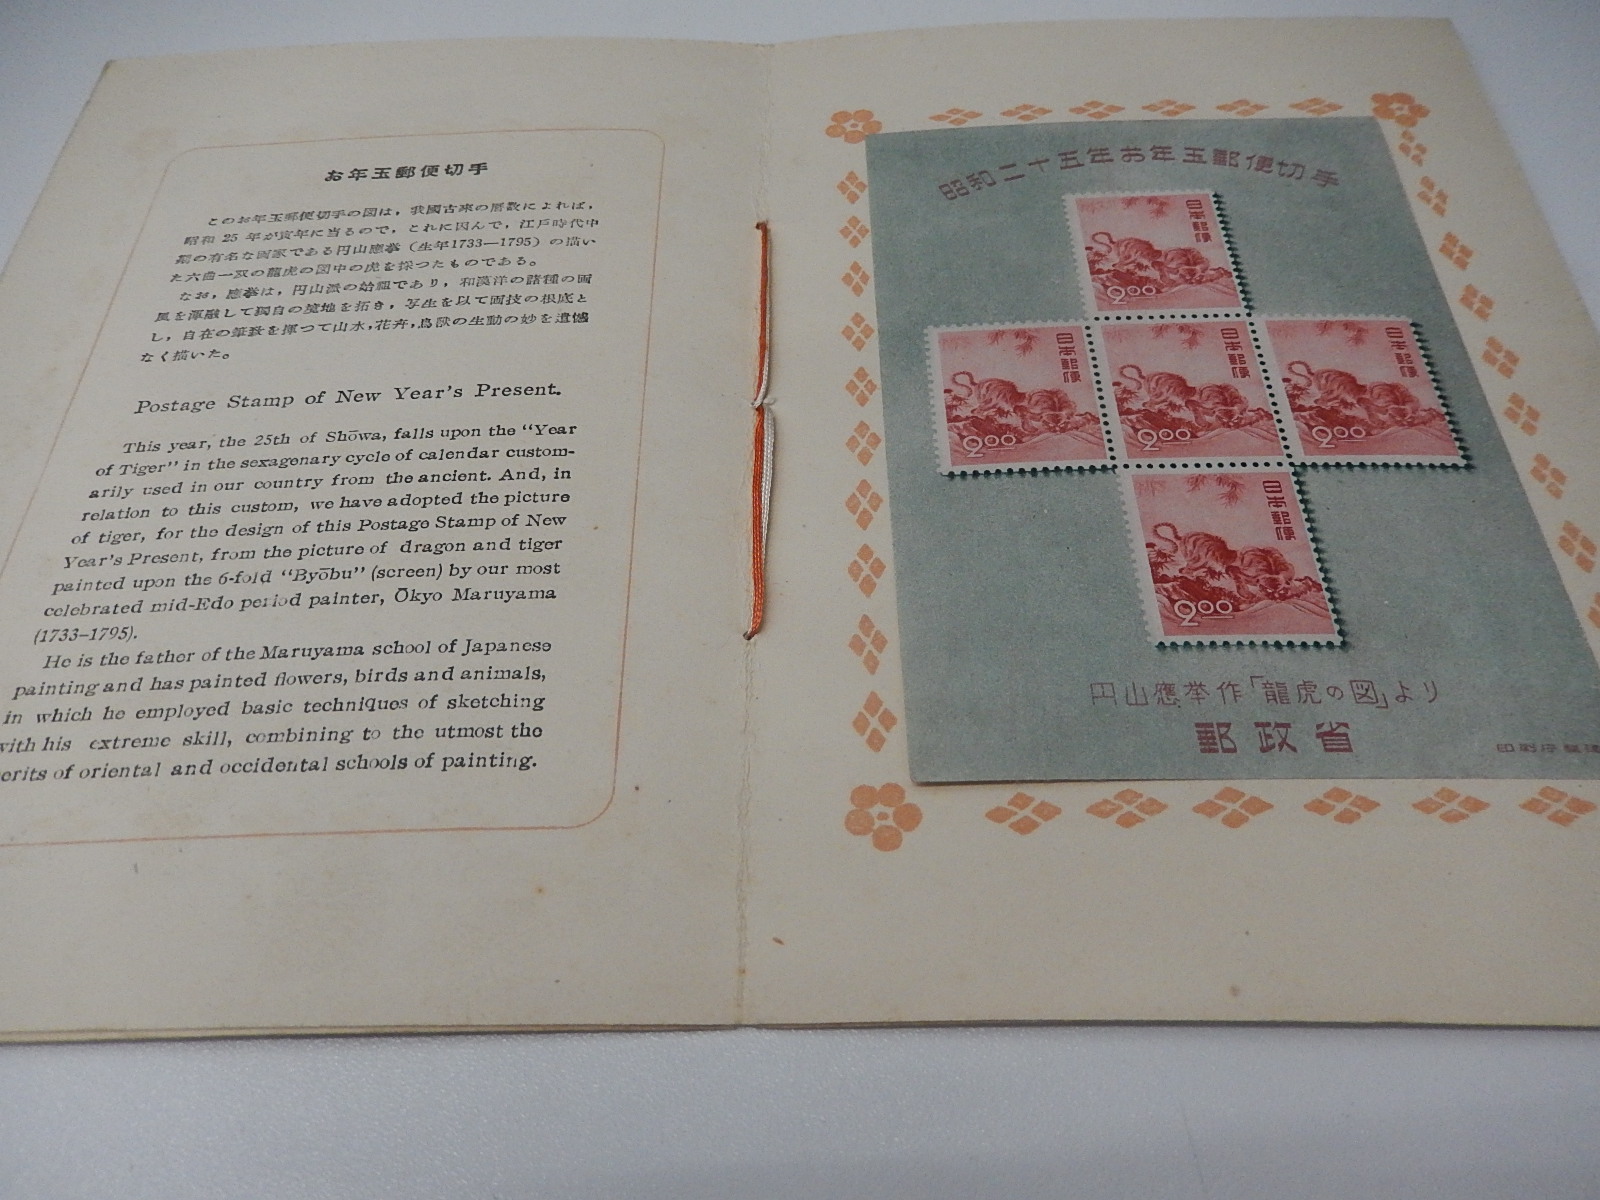 お年玉郵便切手
このお年玉郵便切手の図は，我國古來の曆数によれば，
昭和 25 年が寅年に当るので，これに因んで，江戸時代中
期の有名な画家である円山應挙（生年1733—1795）の描い
た六曲一双の龍虎の図中の虎を採つたものである。
なお，應挙は，円山派の始祖であり，和漢洋の諸種の画
風を渾融して獨自の境地を拓き，写生を以て画技の根底と
し，自在の筆致を揮つて山水，花卉，鳥獣の生動の妙を遺憾
なく描いた。
Postage Stamp of New Year's Present.
This year, the 25th of Shōwa, falls upon the "Year
of Tiger" in the sexagenary cycle of calendar custom-
arily used in our country from the ancient. And, in
relation to this custom, we have adopted the picture
of tiger, for the design of this Postage Stamp of New
Year's Present, from the picture of dragon and tiger
painted upon the 6-fold "Byōbu" (screen) by our most
celebrated mid-Edo period painter, Ōkyo Maruyama
(1733–1795).
He is the father of the Maruyama school of Japanese
painting and has painted flowers, birds and animals,
in which he employed basic techniques of sketching
with his extreme skill, combining to the utmost the
erits of oriental and occidental schools of painting.
昭和二十五年お年玉郵便切手
日本郵便
2oo
日本郵便
2oo
日本郵便
2oo
日本郵便
2oo
日本郵便
2oo
円山應挙作「龍虎の図」より
郵政省
印刷庁製